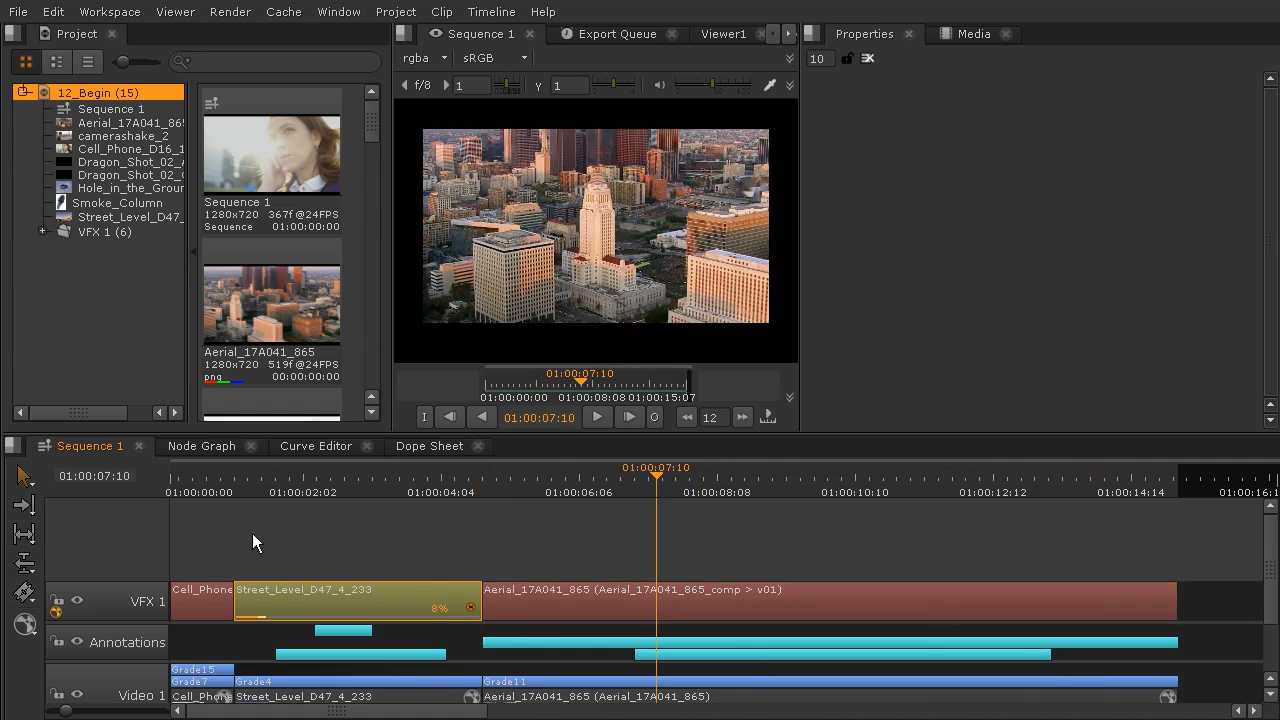 File Edit Workspace Viewer Render Cache Window Project Clip Timeline Help
Project
Sequence 1 Export Queue Viewer1
Properties Media
rgba sRGB
10
f/8 1 y 1
12_Begin (15)
Sequence 1
Aerial_17A041_865
camerashake_2
Cell_Phone_D16_1
Dragon_Shot_02_
Dragon_Shot_02_
Hole_in_the_Grour
Smoke_Column
Street_Level_D47_
VFX 1 (6)
Sequence 1
1280x720 367f@24FPS
Sequence 01:00:00:00
Aerial_17A041_865
1280x720 519f@24FPS
png 00:00:00:00
01:00:07:10
01:00:00:00 01:00:08:08 01:00:15:07
I 01:00:07:10 O 12
Sequence 1 Node Graph Curve Editor Dope Sheet
01:00:07:10
01:00:07:10
01:00:00:00 01:00:02:02 01:00:04:04 01:00:06:06 01:00:08:08 01:00:10:10 01:00:12:12 01:00:14:14 01:00:16:1
VFX 1
Cell_Phone Street_Level_D47_4_233 Aerial_17A041_865 (Aerial_17A041_865_comp > v01)
8%
Annotations
Grade15
Grade7 Grade4 Grade11
Video 1
Cell_Phone Street_Level_D47_4_233 Aerial_17A041_865 (Aerial_17A041_865)